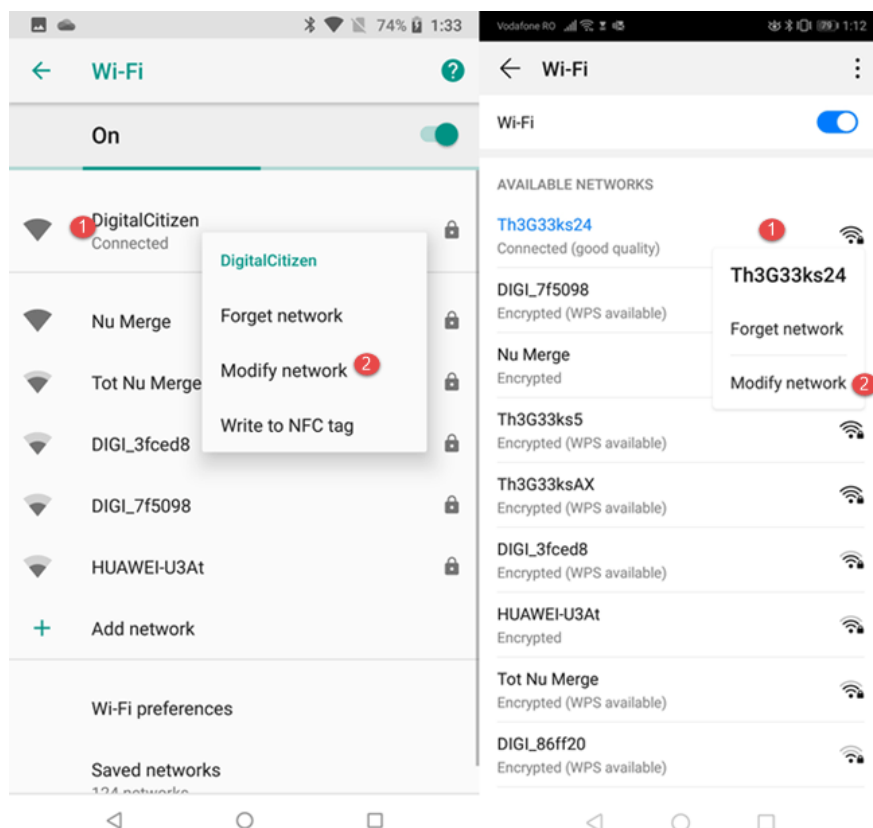 74% 1:33
Wi-Fi
?
On
1
DigitalCitizen
Connected
DigitalCitizen
Forget network
Modify network 2
Write to NFC tag
Nu Merge
Tot Nu Merge
DIGI_3fced8
DIGI_7f5098
HUAWEI-U3At
+ Add network
Wi-Fi preferences
Saved networks
124 networks
Vodafone RO 79 1:12
Wi-Fi
Wi-Fi
AVAILABLE NETWORKS
Th3G33ks24
1
Connected (good quality)
Th3G33ks24
Forget network
Modify network 2
DIGI_7f5098
Encrypted (WPS available)
Nu Merge
Encrypted
Th3G33ks5
Encrypted (WPS available)
Th3G33ksAX
Encrypted (WPS available)
DIGI_3fced8
Encrypted (WPS available)
HUAWEI-U3At
Encrypted
Tot Nu Merge
Encrypted (WPS available)
DIGI_86ff20
Encrypted (WPS available)